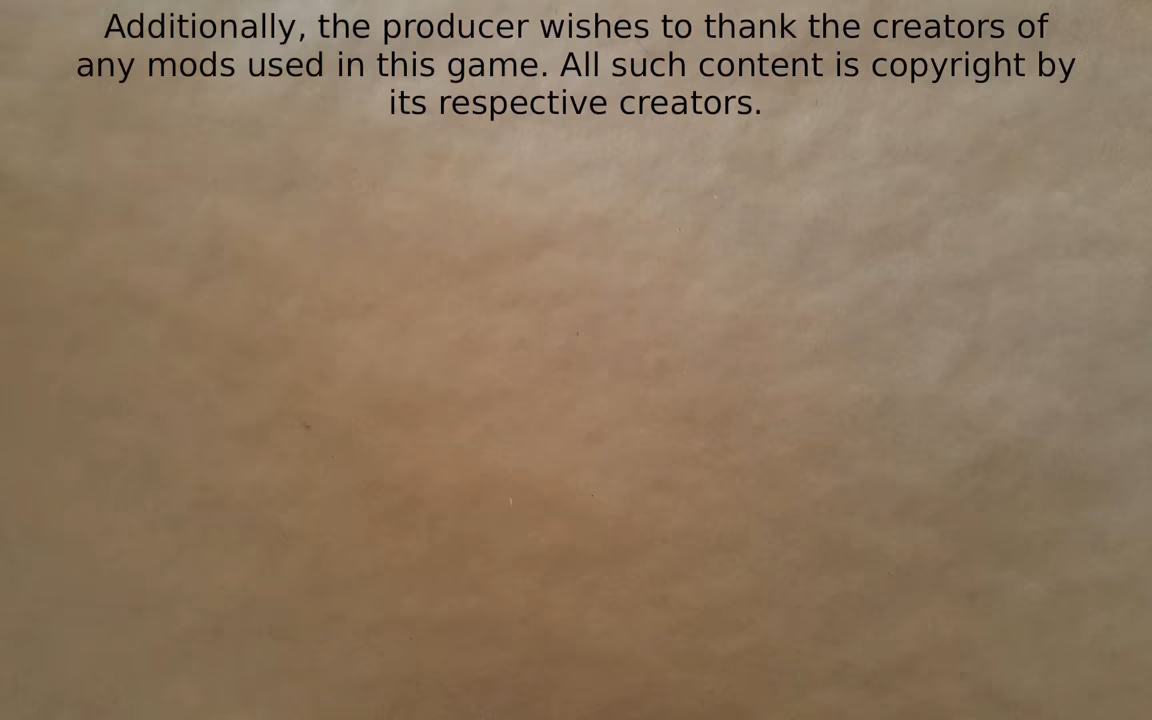 Additionally, the producer wishes to thank the creators of
any mods used in this game. All such content is copyright by
its respective creators.